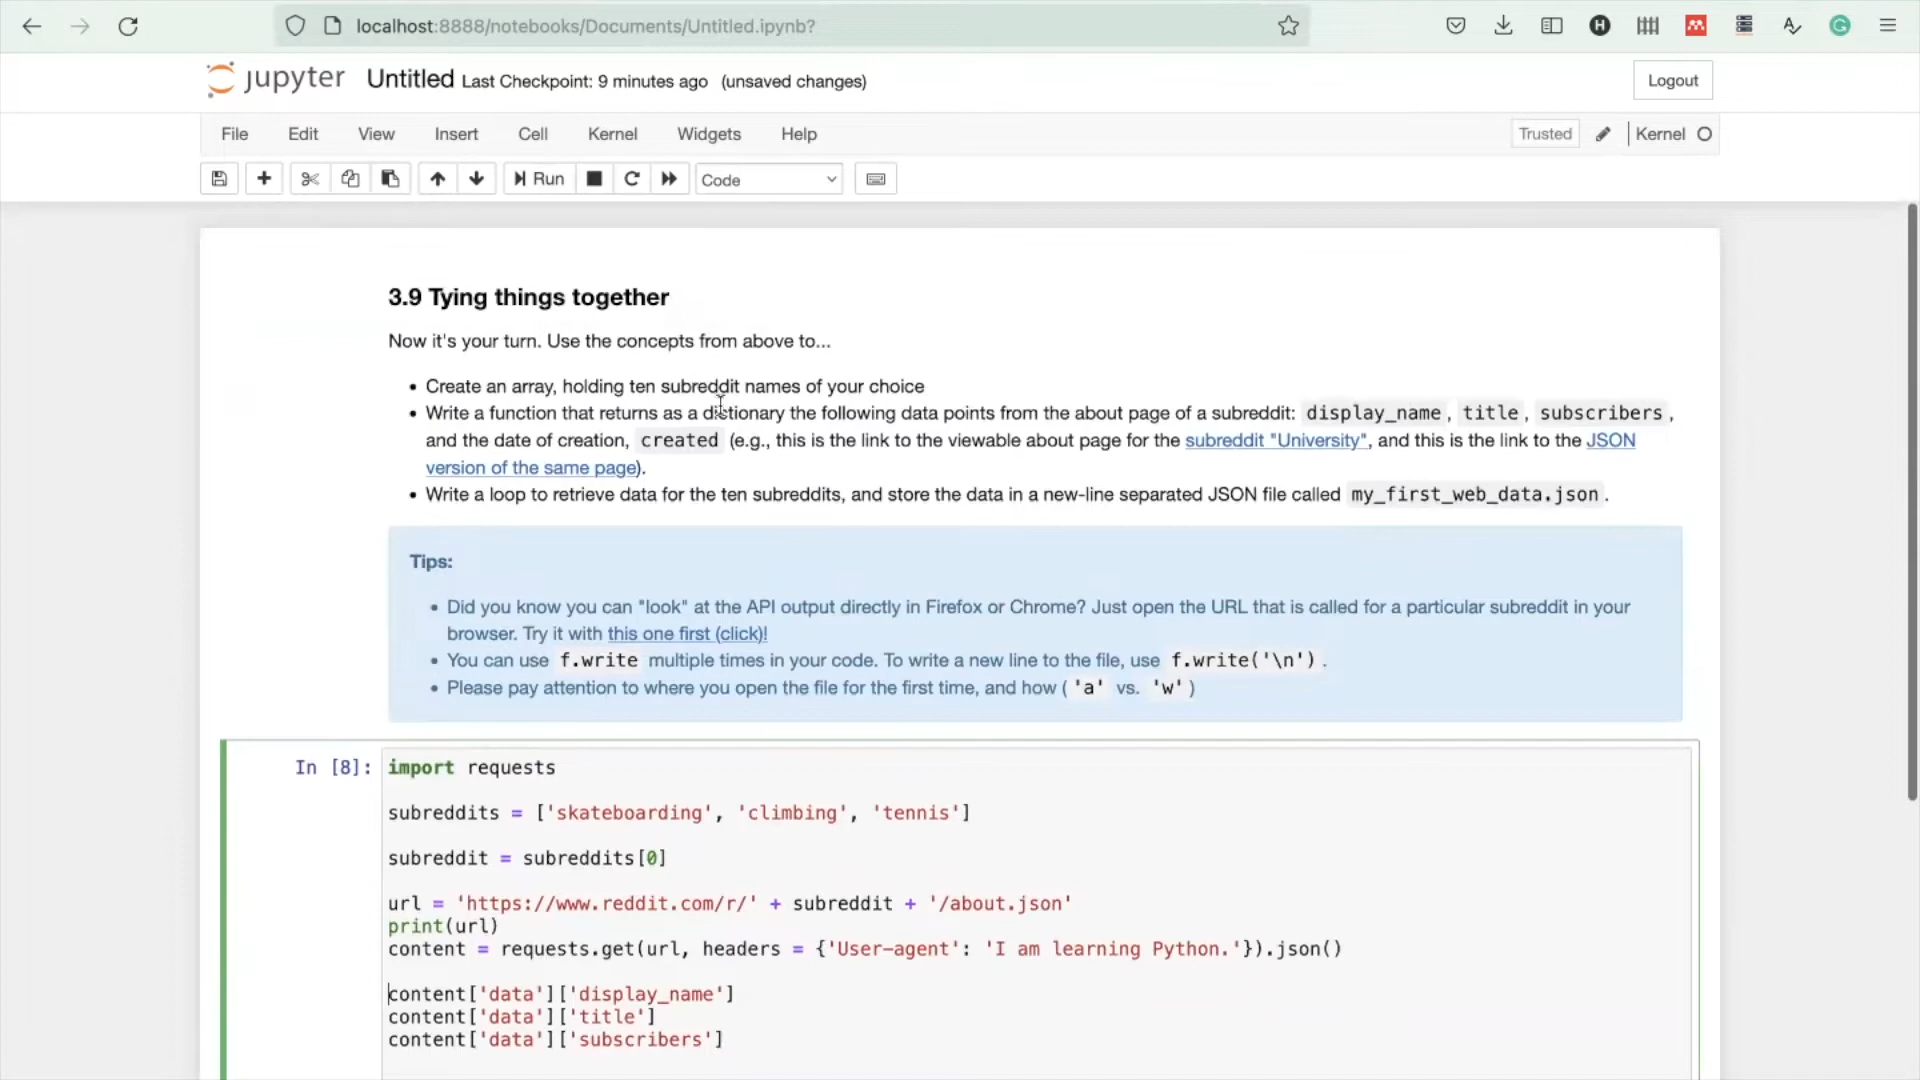 localhost:8888/notebooks/Documents/Untitled.ipynb?
jupyter Untitled Last Checkpoint: 9 minutes ago (unsaved changes)
Logout
File Edit View Insert Cell Kernel Widgets Help
Trusted Kernel
Run Code
3.9 Tying things together
Now it's your turn. Use the concepts from above to...
• Create an array, holding ten subreddit names of your choice
• Write a function that returns as a dictionary the following data points from the about page of a subreddit: display_name, title, subscribers,
and the date of creation, created (e.g., this is the link to the viewable about page for the subreddit "University", and this is the link to the JSON
version of the same page).
• Write a loop to retrieve data for the ten subreddits, and store the data in a new-line separated JSON file called my_first_web_data.json.
Tips:
• Did you know you can "look" at the API output directly in Firefox or Chrome? Just open the URL that is called for a particular subreddit in your
browser. Try it with this one first (click)!
• You can use f.write multiple times in your code. To write a new line to the file, use f.write('\n').
• Please pay attention to where you open the file for the first time, and how ('a' vs. 'w')
In [8]: import requests
subreddits = ['skateboarding', 'climbing', 'tennis']
subreddit = subreddits[0]
url = 'https://www.reddit.com/r/' + subreddit + '/about.json'
print(url)
content = requests.get(url, headers = {'User-agent': 'I am learning Python.'}).json()
content['data']['display_name']
content['data']['title']
content['data']['subscribers']